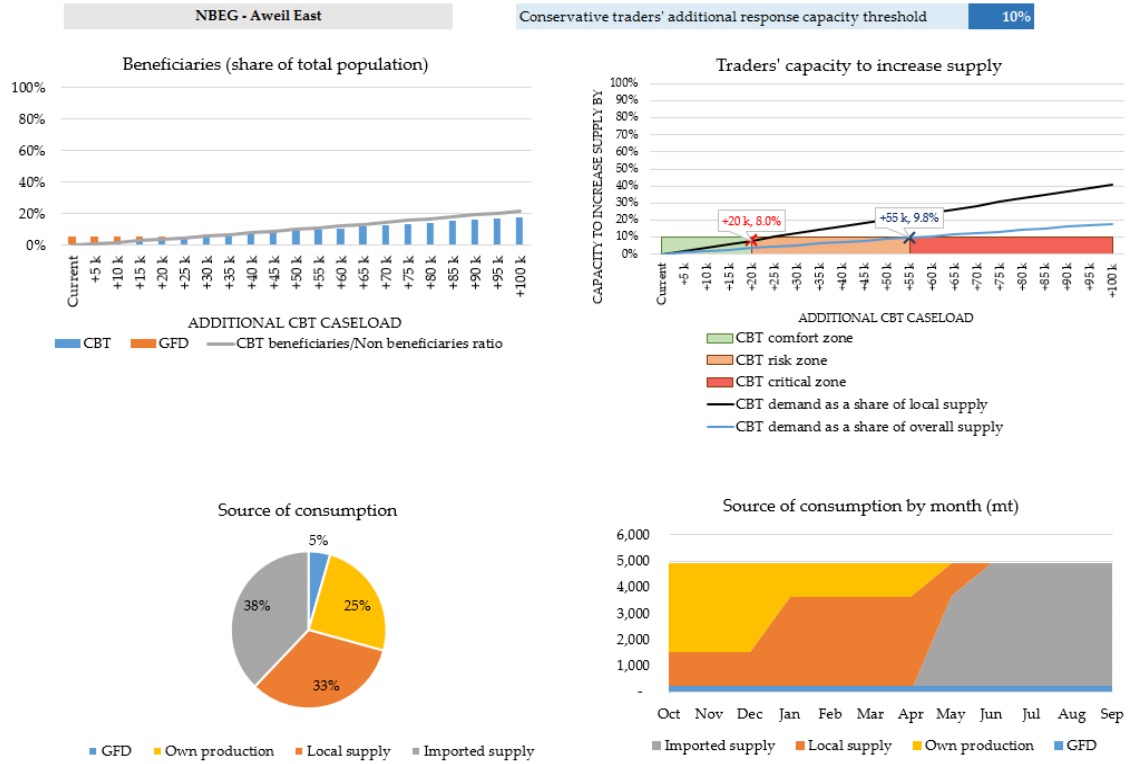 NBEG - Aweil East
Conservative traders' additional response capacity threshold
10%
Beneficiaries (share of total population)
100%
80%
60%
40%
20%
0%
Current
+5 k
+10 k
+15 k
+20 k
+25 k
+30 k
+35 k
+40 k
+45 k
+50 k
+55 k
+60 k
+65 k
+70 k
+75 k
+80 k
+85 k
+90 k
+95 k
+100 k
ADDITIONAL CBT CASELOAD
CBT
GFD
CBT beneficiaries/Non beneficiaries ratio
Traders' capacity to increase supply
CAPACITY TO INCREASE SUPPLY BY
100%
90%
80%
70%
60%
50%
40%
30%
20%
10%
0%
+20 k, 8.0%
+55 k, 9.8%
Current
+5 k
+10 k
+15 k
+20 k
+25 k
+30 k
+35 k
+40 k
+45 k
+50 k
+55 k
+60 k
+65 k
+70 k
+75 k
+80 k
+85 k
+90 k
+95 k
+100 k
ADDITIONAL CBT CASELOAD
CBT comfort zone
CBT risk zone
CBT critical zone
CBT demand as a share of local supply
CBT demand as a share of overall supply
Source of consumption
5%
25%
33%
38%
GFD
Own production
Local supply
Imported supply
Source of consumption by month (mt)
6,000
5,000
4,000
3,000
2,000
1,000
-
Oct
Nov
Dec
Jan
Feb
Mar
Apr
May
Jun
Jul
Aug
Sep
Imported supply
Local supply
Own production
GFD